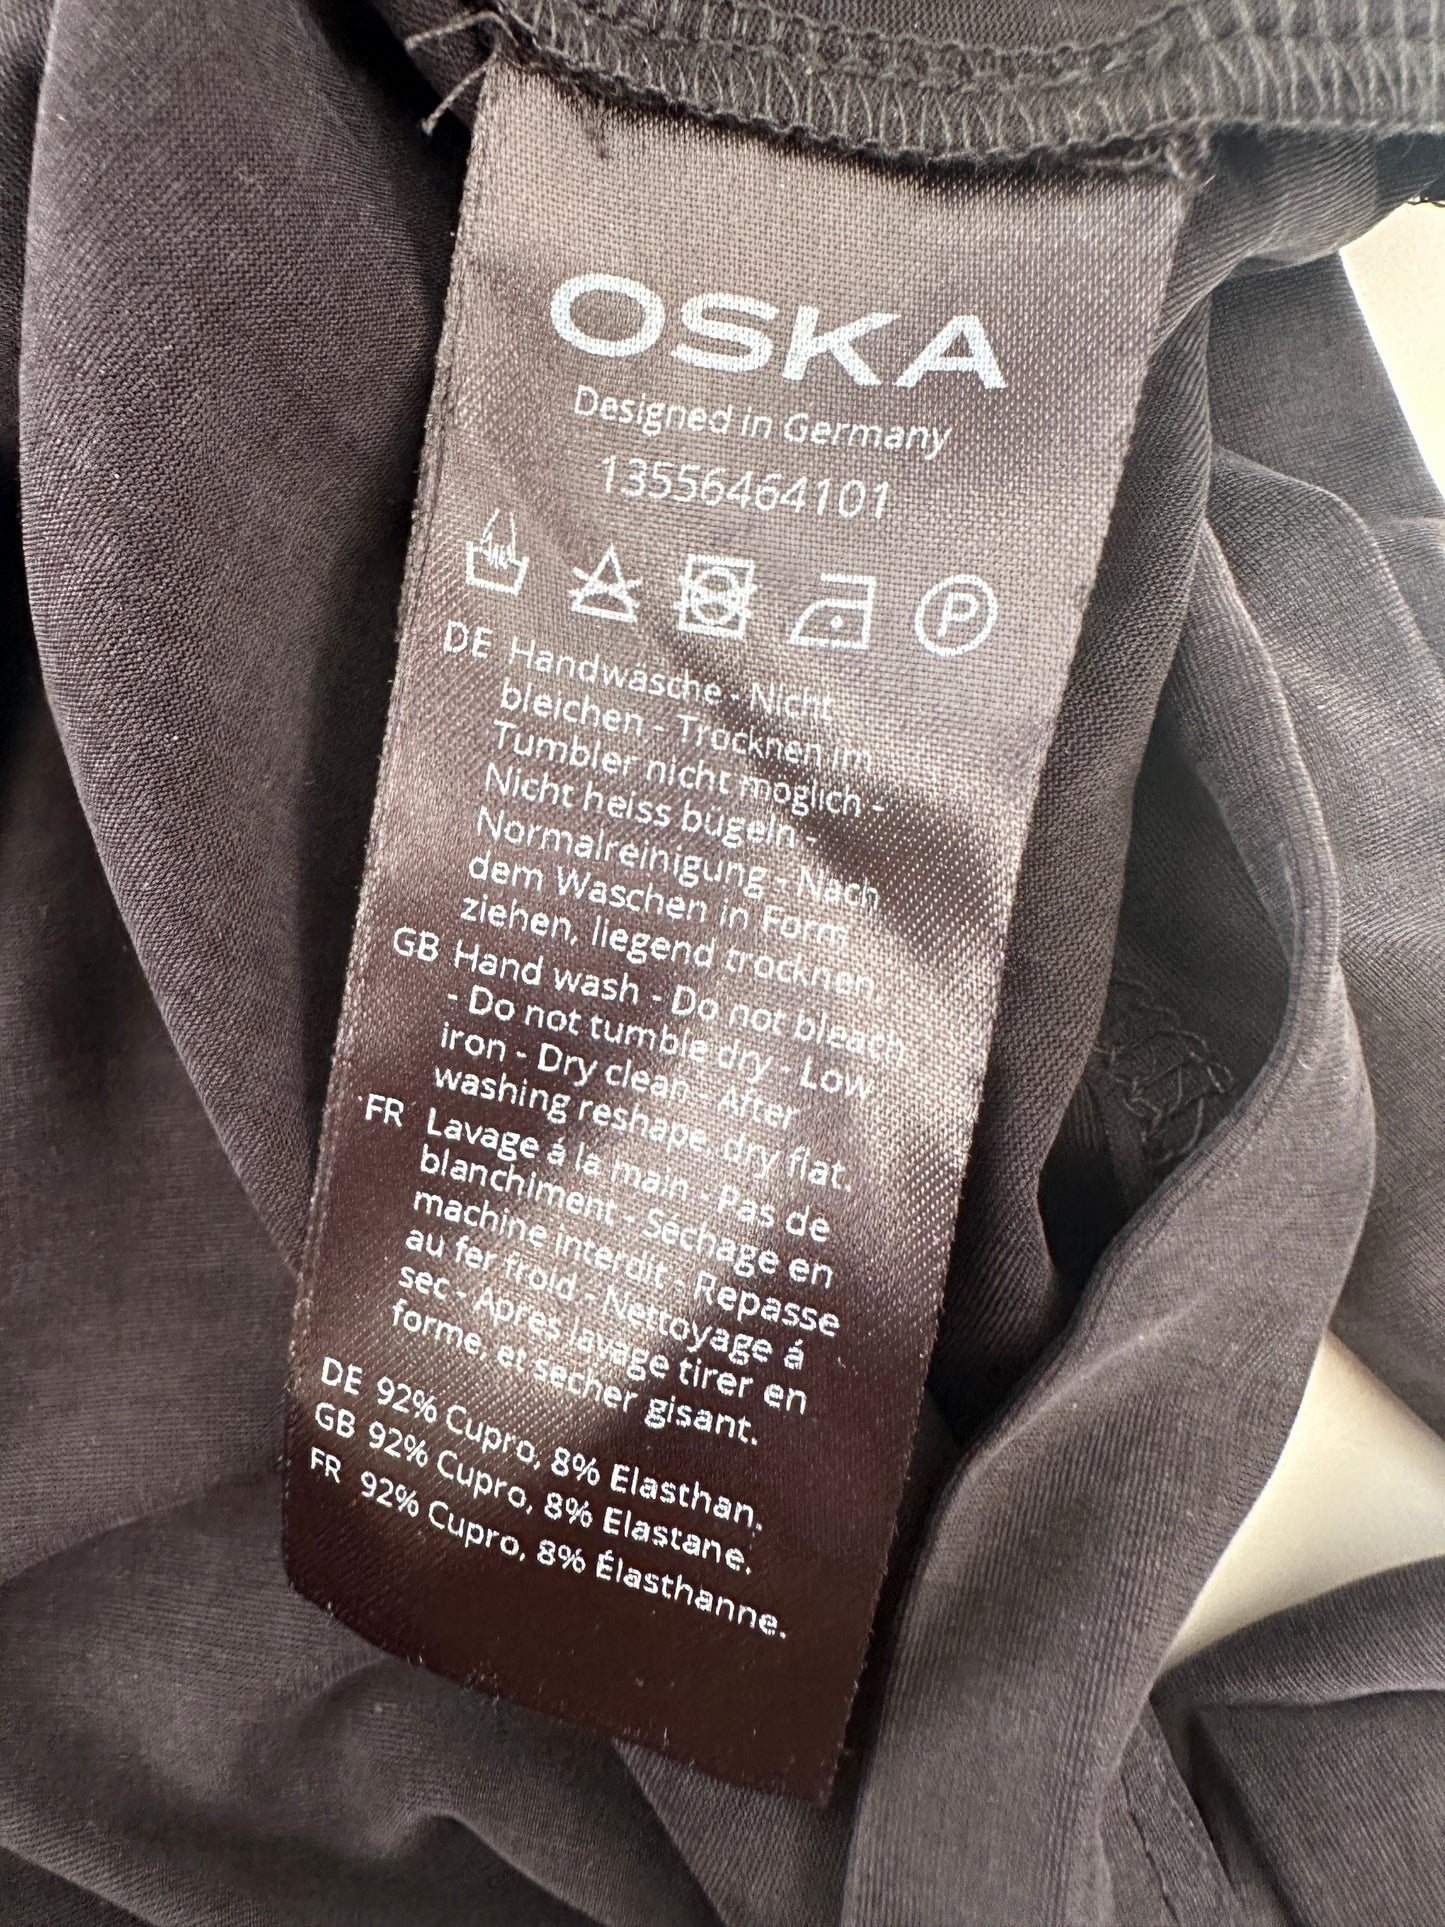 OSKA
Designed in Germany
13556464101
P
DE Handwäsche - Nicht
bleichen - Trocknen im
Tumbler nicht möglich -
Nicht heiss bügeln -
Normalreinigung - Nach
dem Waschen in Form
ziehen, liegend trocknen.
GB Hand wash - Do not bleach
- Do not tumble dry - Low
iron - Dry clean - After
washing reshape, dry flat.
FR Lavage á la main - Pas de
blanchiment - Séchage en
machine interdit - Repasse
au fer froid - Nettoyage á
sec - Apres lavage tirer en
forme, et secher gisant.
DE 92% Cupro, 8% Elasthan.
GB 92% Cupro, 8% Elastane.
FR 92% Cupro, 8% Élasthanne.